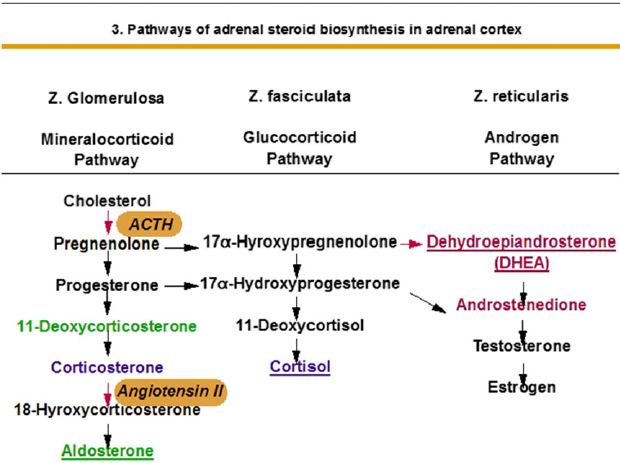 3. Pathways of adrenal steroid biosynthesis in adrenal cortex
Z. Glomerulosa
Z. fasciculata
Z. reticularis
Mineralocorticoid
Pathway
Glucocorticoid
Pathway
Androgen
Pathway
Cholesterol
ACTH
Pregnenolone
17α-Hyroxypregnenolone
Dehydroepiandrosterone
(DHEA)
Progesterone
17α-Hydroxyprogesterone
Androstenedione
11-Deoxycorticosterone
11-Deoxycortisol
Testosterone
Corticosterone
Cortisol
Estrogen
Angiotensin II
18-Hyroxycorticosterone
Aldosterone